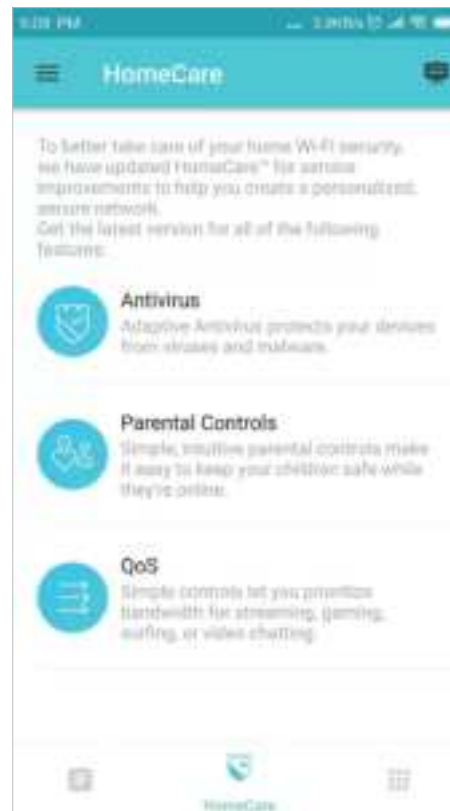 HomeCare
To better take care of your home Wi-Fi security,
we have updated HomeCare™ for service
improvements to help you create a personalized,
secure network.
Get the latest version for all of the following
features:
Antivirus
Adaptive Antivirus protects your devices
from viruses and malware.
Parental Controls
Simple, intuitive parental controls make
it easy to keep your children safe while
they're online.
QoS
Simple controls let you prioritize
bandwidth for streaming, gaming,
surfing, or video chatting.
HomeCare